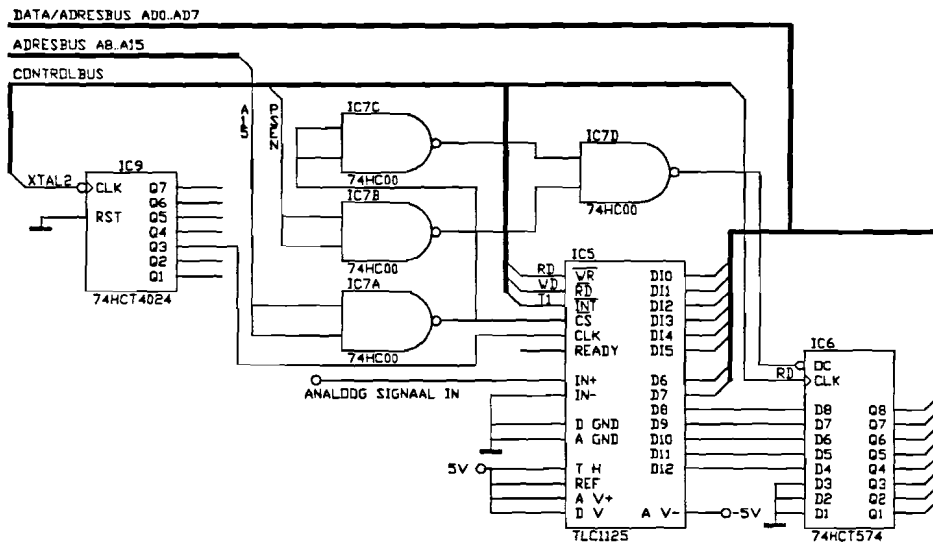 DATA/ADRESBUS AD0..AD7
ADRESBUS A8..A15
CONTROLBUS
A15
PSEN
IC7C
74HC00
IC7B
74HC00
IC7A
74HC00
IC7D
74HC00
IC9
XTAL2
CLK
RST
Q7
Q6
Q5
Q4
Q3
Q2
Q1
74HCT4024
IC5
RD
WD
T1
WR
RD
INT
CS
CLK
READY
IN+
IN-
D GND
A GND
T H
REF
A V+
D V
DI0
DI1
DI2
DI3
DI4
DI5
D6
D7
D8
D9
D10
D11
D12
A V-
TLC1125
ANALOOG SIGNAAL IN
5V
-5V
IC6
RD
OC
CLK
D8
D7
D6
D5
D4
D3
D2
D1
Q8
Q7
Q6
Q5
Q4
Q3
Q2
Q1
74HCT574